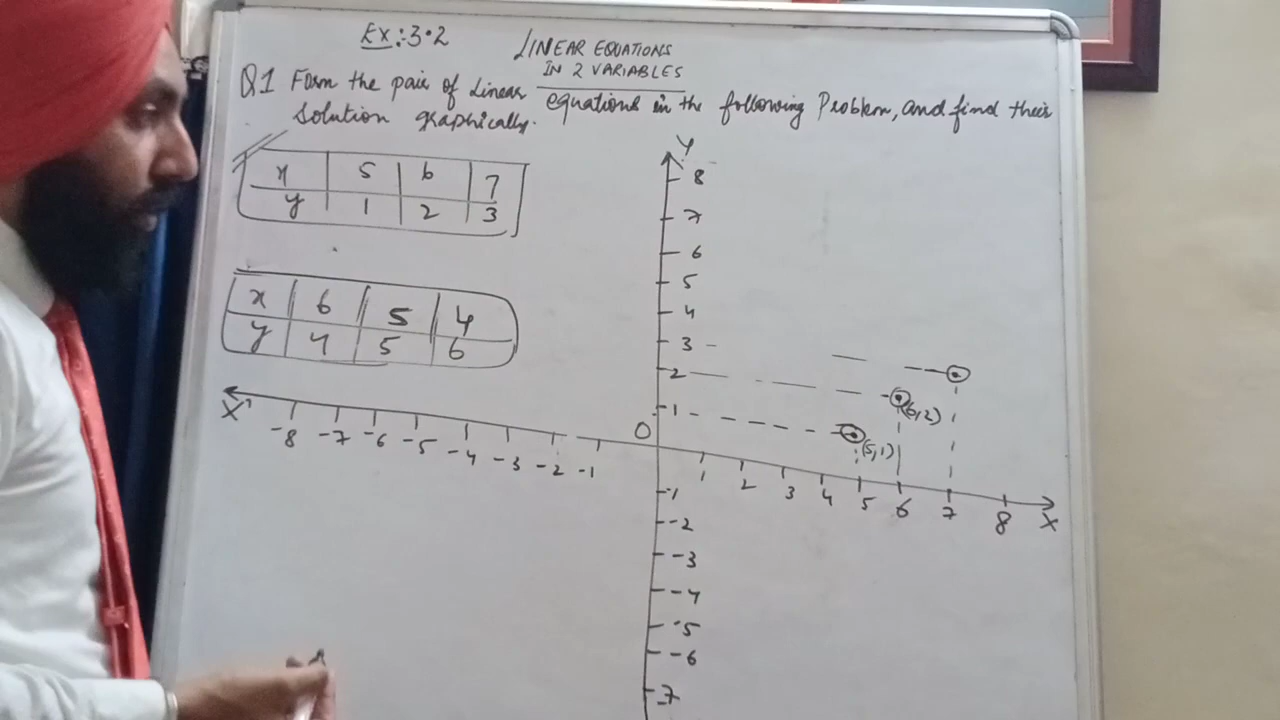 Ex:3.2
LINEAR EQUATIONS
IN 2 VARIABLES
Q1 Form the pair of Linear equations in the following Problem, and find their
Solution graphically.
x 5 6 7
y 1 2 3
x 6 5 4
y 4 5 6
Y
8
7
6
5
4
3
2
1
(6,2)
(5,1)
X' O X
-8 -7 -6 -5 -4 -3 -2 -1 1 2 3 4 5 6 7 8
-1
-2
-3
-4
-5
-6
-7